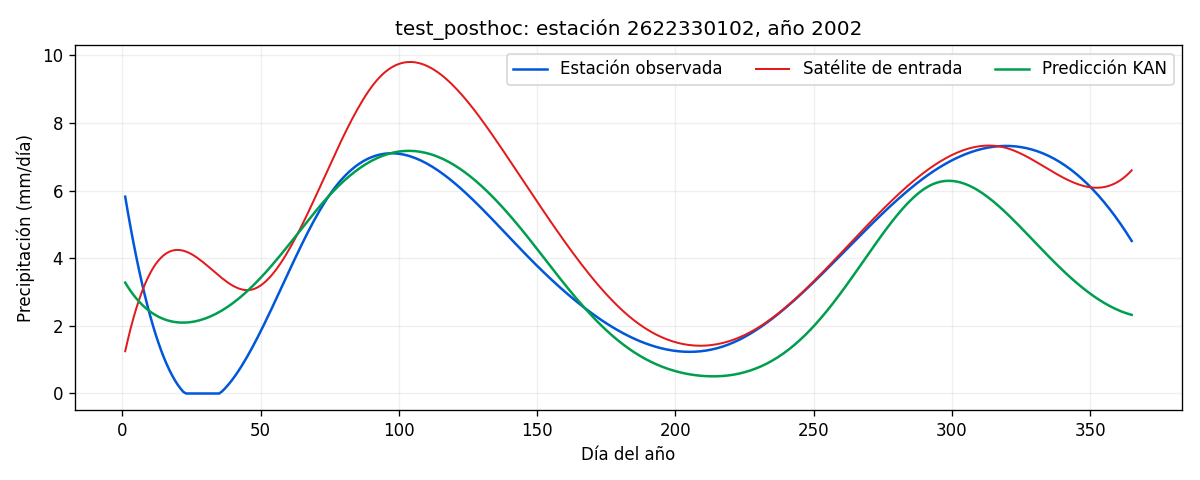 test_posthoc: estación 2622330102, año 2002
Estación observada
Satélite de entrada
Predicción KAN
Precipitación (mm/día)
10
8
6
4
2
0
0 50 100 150 200 250 300 350
Día del año